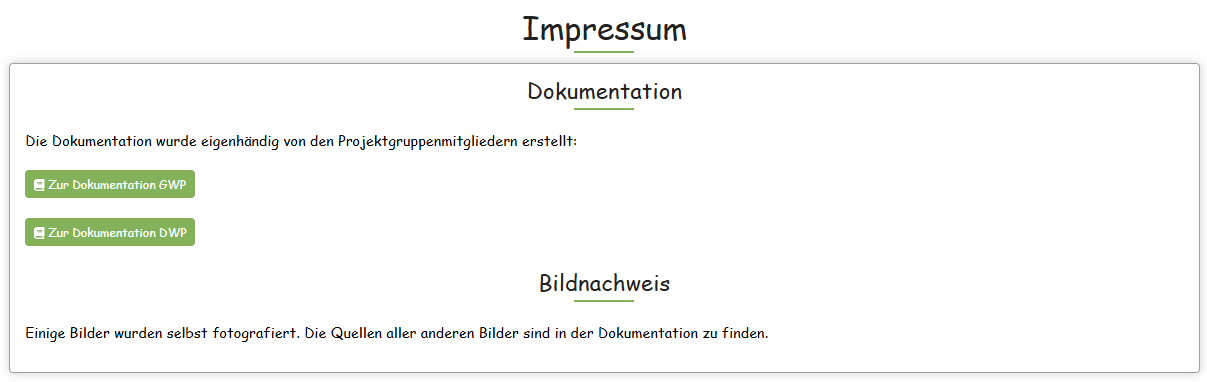 Impressum
Dokumentation
Die Dokumentation wurde eigenhändig von den Projektgruppenmitgliedern erstellt:
Zur Dokumentation GWP
Zur Dokumentation DWP
Bildnachweis
Einige Bilder wurden selbst fotografiert. Die Quellen aller anderen Bilder sind in der Dokumentation zu finden.